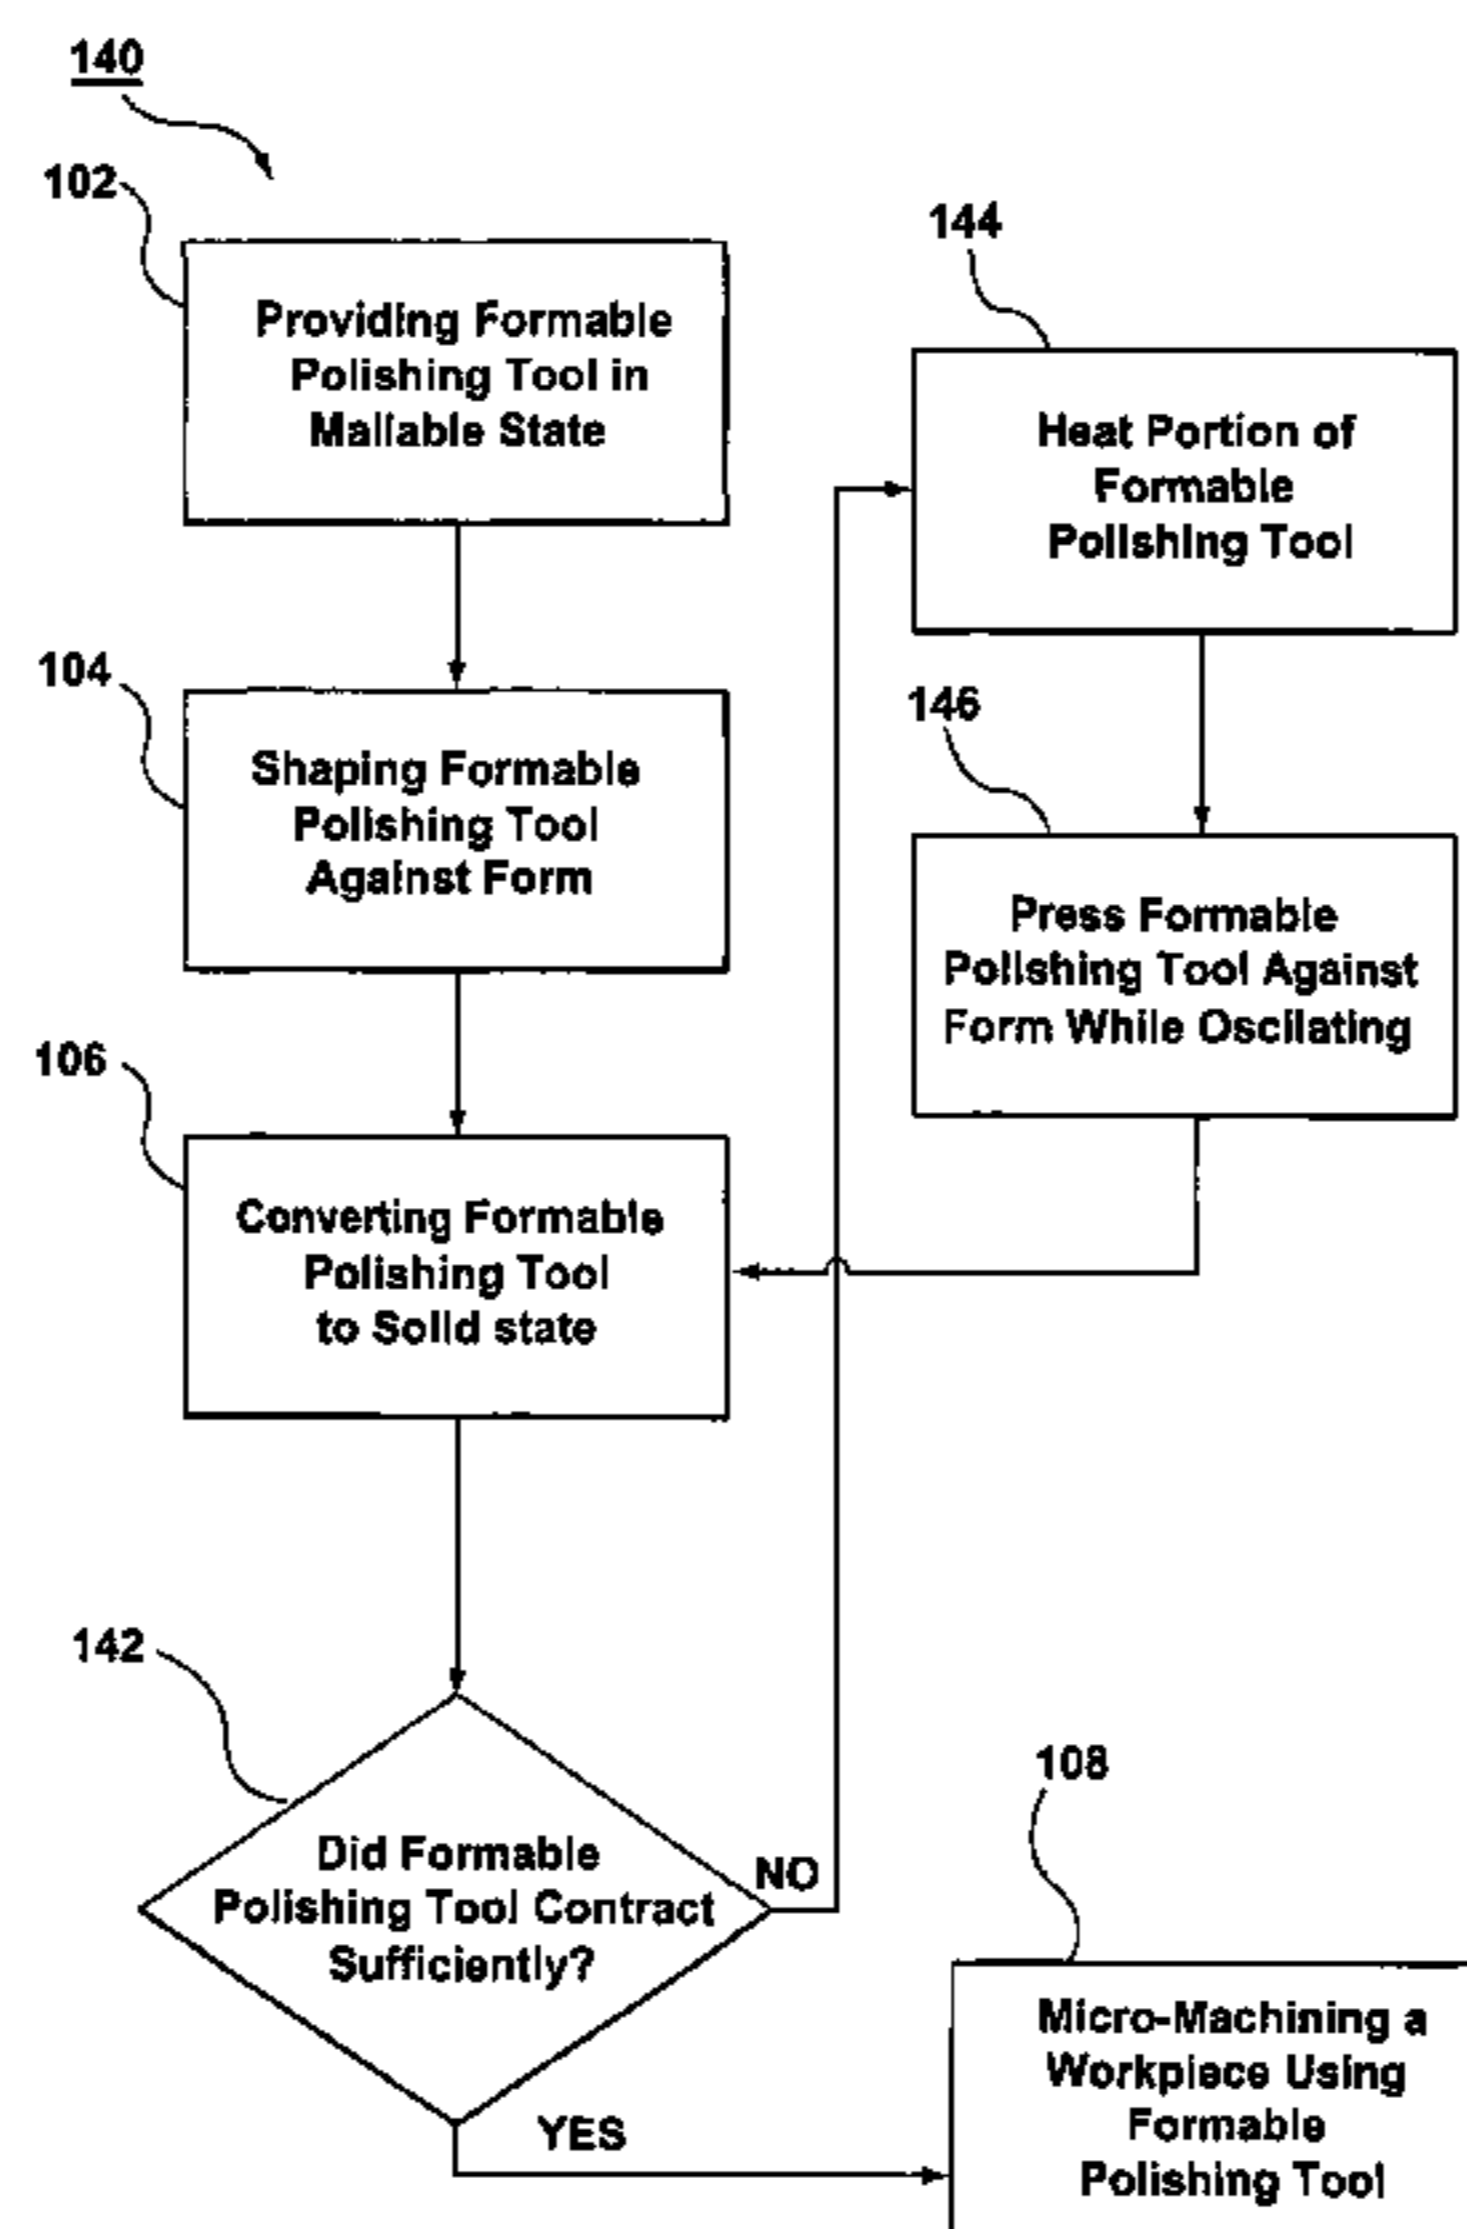 140
102
Providing Formable
Polishing Tool in
Mallable State
104
Shaping Formable
Polishing Tool
Against Form
106
Converting Formable
Polishing Tool
to Solid state
142
Did Formable
Polishing Tool Contract
Sufficiently?
NO
YES
144
Heat Portion of
Formable
Polishing Tool
146
Press Formable
Polishing Tool Against
Form While Oscilating
108
Micro-Machining a
Workpiece Using
Formable
Polishing Tool